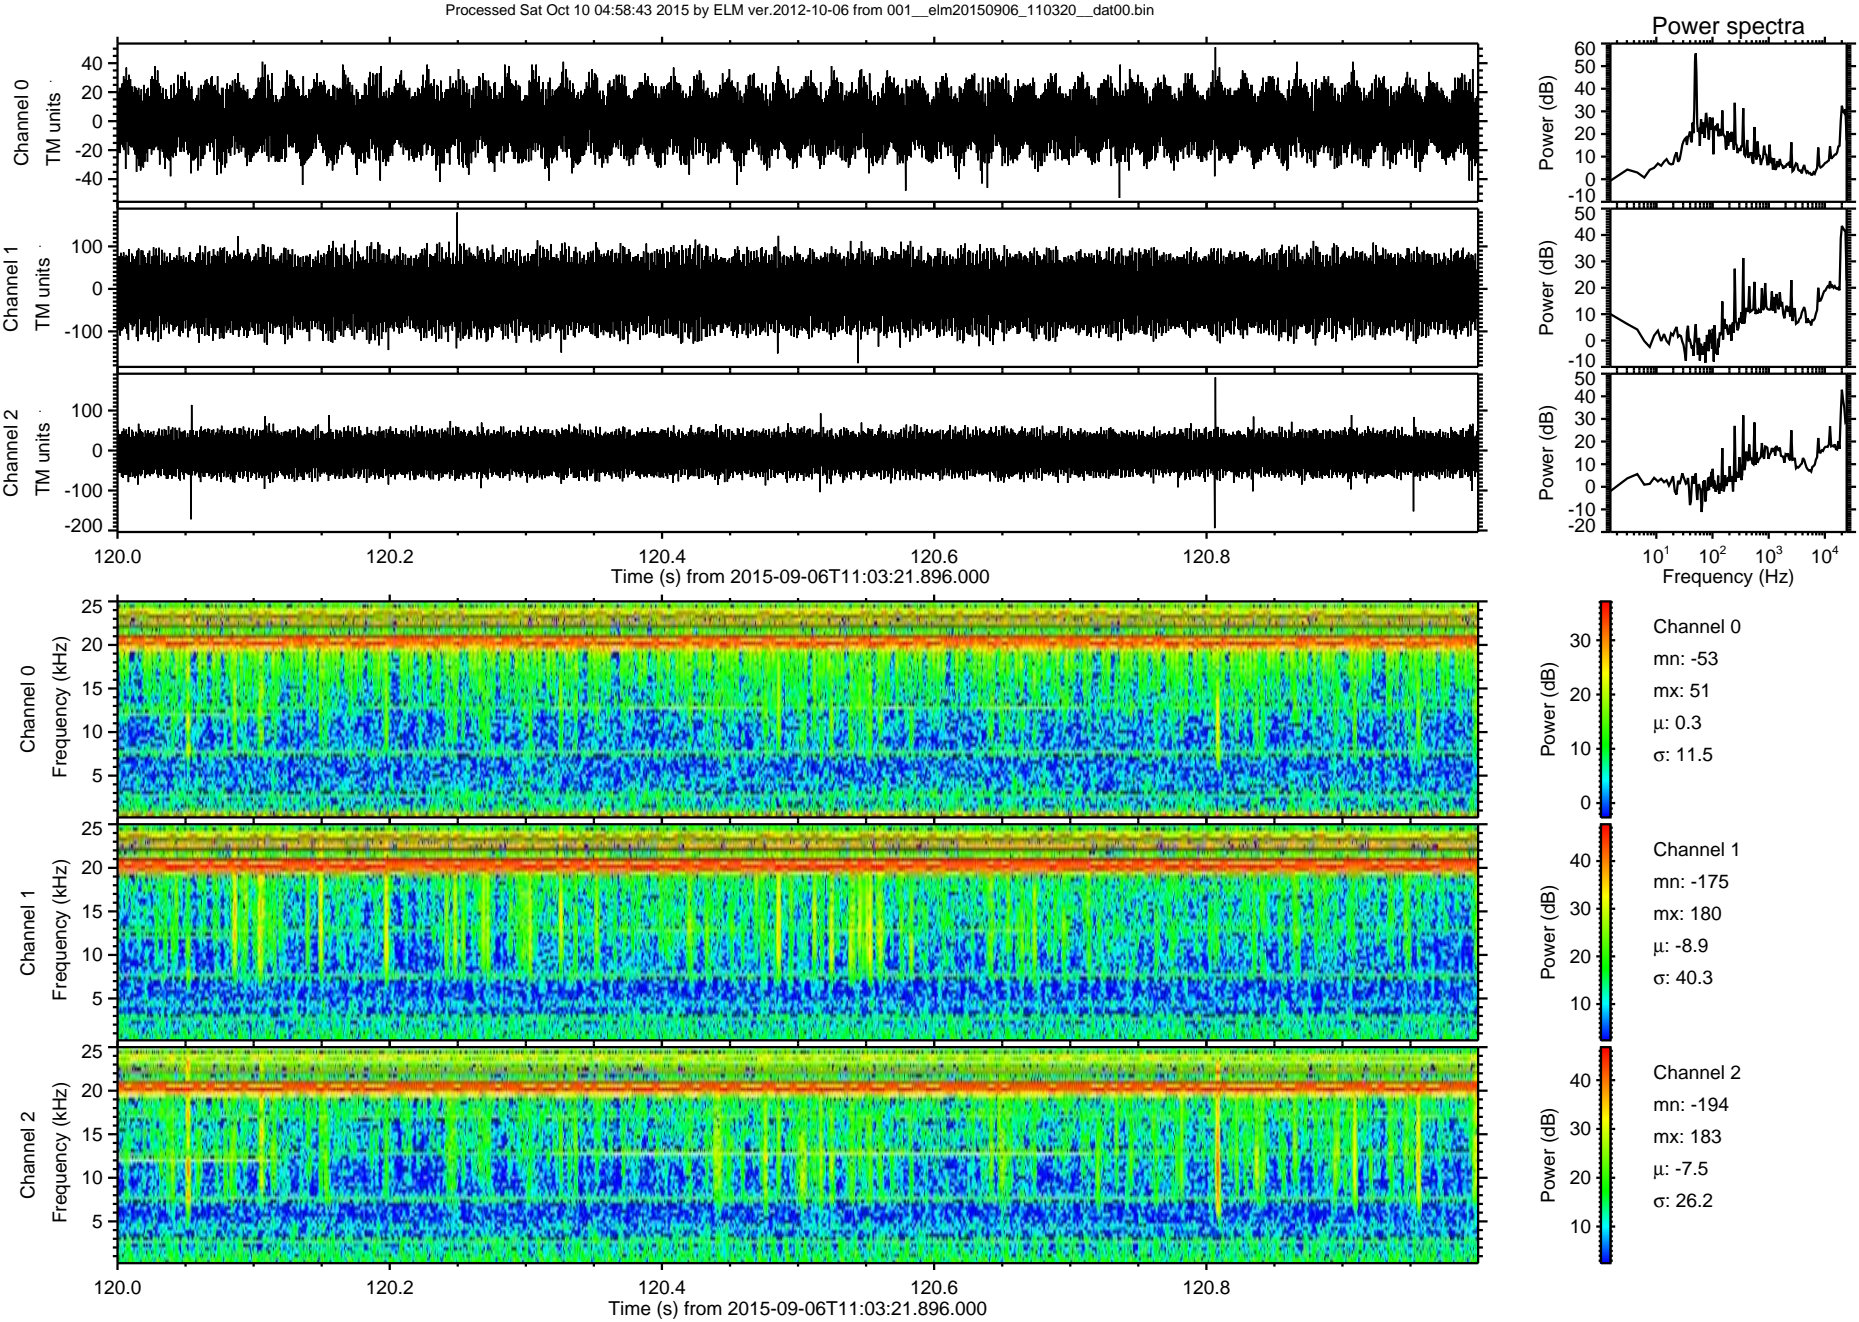 Processed Sat Oct 10 04:58:43 2015 by ELM ver.2012-10-06 from 001__elm20150906_110320__dat00.bin
Power spectra
Channel 0
TM units
40
20
0
-20
-40
Power (dB)
60
50
40
30
20
10
0
-10
Channel 1
TM units
100
0
-100
Power (dB)
50
40
30
20
10
0
-10
Channel 2
TM units
100
0
-100
-200
Power (dB)
50
40
30
20
10
0
-10
-20
120.0 120.2 120.4 120.6 120.8
Time (s) from 2015-09-06T11:03:21.896.000
10^1 10^2 10^3 10^4
Frequency (Hz)
Channel 0
Frequency (kHz)
25
20
15
10
5
Power (dB)
30
20
10
0
Channel 0
mn: -53
mx: 51
μ: 0.3
σ: 11.5
Channel 1
Frequency (kHz)
25
20
15
10
5
Power (dB)
40
30
20
10
Channel 1
mn: -175
mx: 180
μ: -8.9
σ: 40.3
Channel 2
Frequency (kHz)
25
20
15
10
5
Power (dB)
40
30
20
10
Channel 2
mn: -194
mx: 183
μ: -7.5
σ: 26.2
120.0 120.2 120.4 120.6 120.8
Time (s) from 2015-09-06T11:03:21.896.000